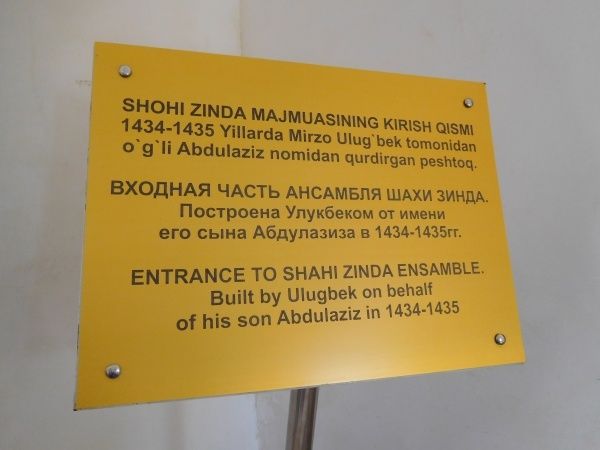 SHOHI ZINDA MAJMUASINING KIRISH QISMI
1434-1435 Yillarda Mirzo Ulug`bek tomonidan
o`g`li Abdulaziz nomidan qurdirgan peshtoq.
ВХОДНАЯ ЧАСТЬ АНСАМБЛЯ ШАХИ ЗИНДА.
Построена Улукбеком от имени
его сына Абдулазиза в 1434-1435гг.
ENTRANCE TO SHAHI ZINDA ENSAMBLE.
Built by Ulugbek on behalf
of his son Abdulaziz in 1434-1435